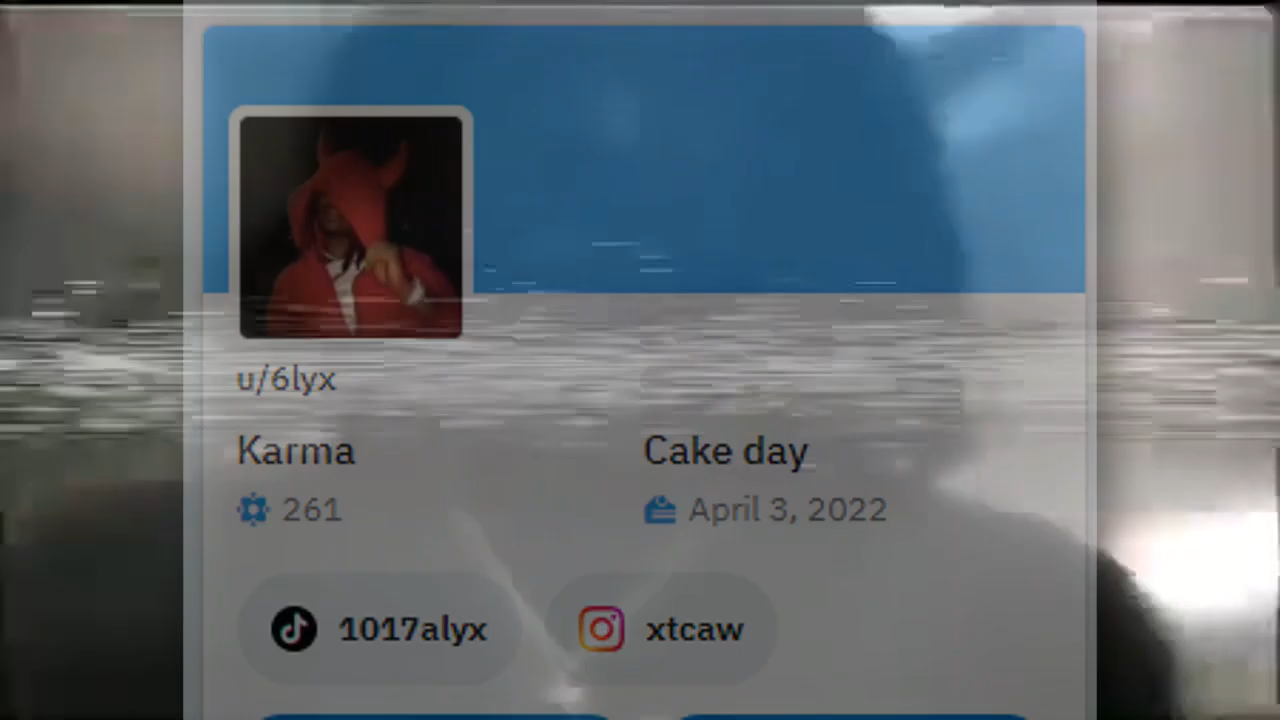 u/6lyx
Karma
Cake day
261
April 3, 2022
1017alyx
xtcaw